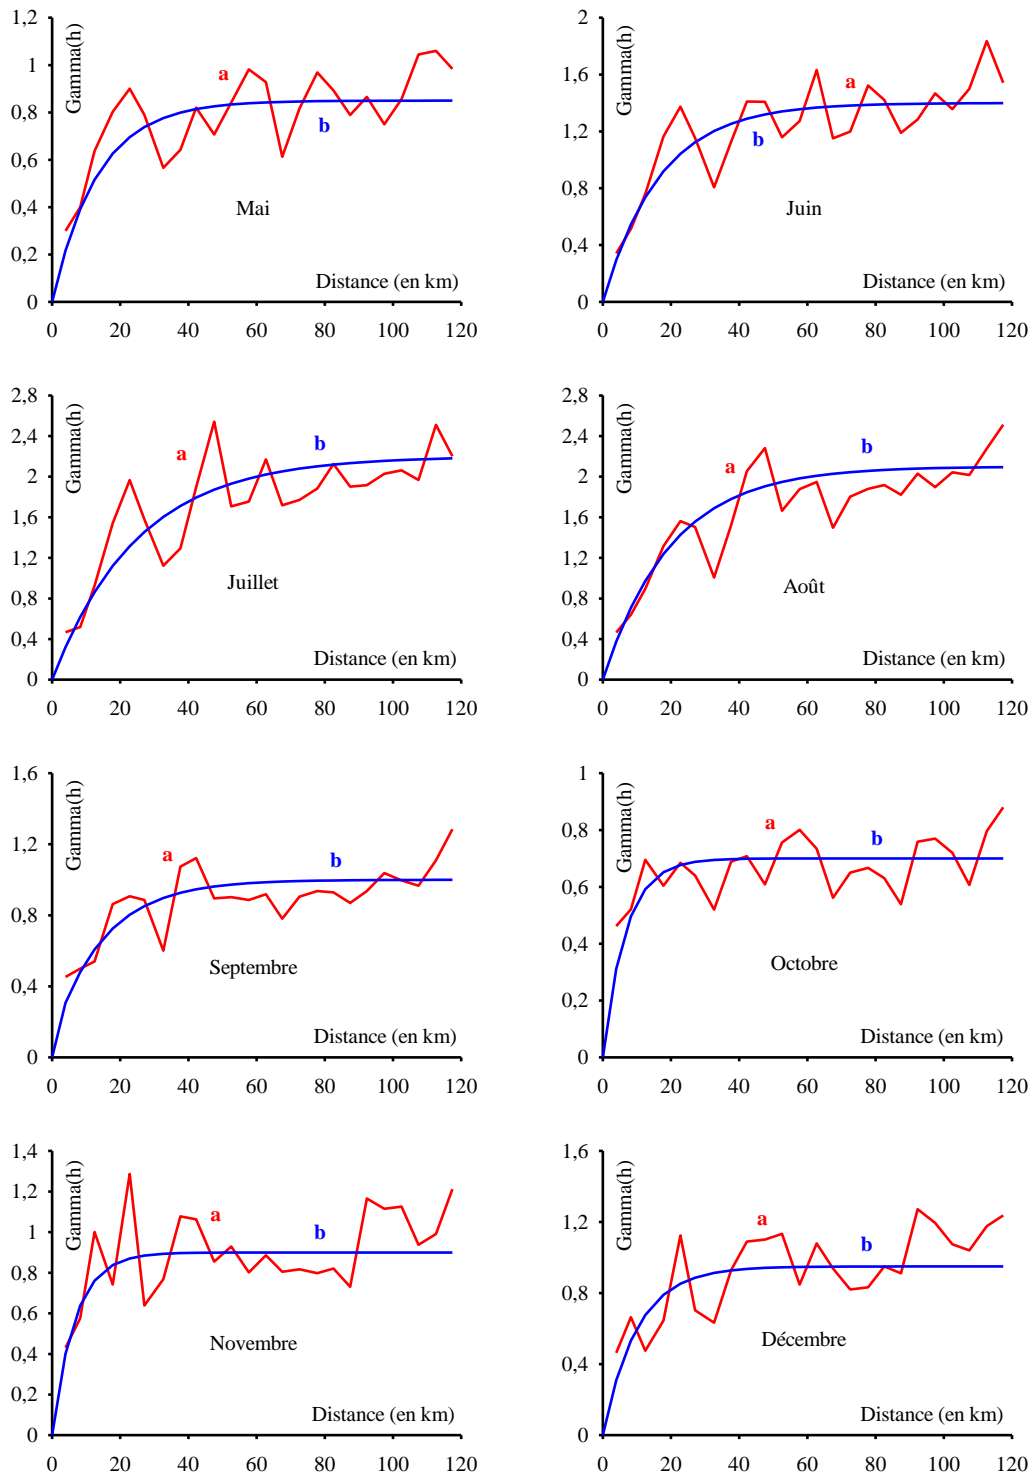 1,2
1
0,8
0,6
0,4
0,2
0
Gamma(h)
a
b
Mai
Distance (en km)
0 20 40 60 80 100 120
2
1,6
1,2
0,8
0,4
0
Gamma(h)
a
b
Juin
Distance (en km)
0 20 40 60 80 100 120
2,8
2,4
2
1,6
1,2
0,8
0,4
0
Gamma(h)
a
b
Juillet
Distance (en km)
0 20 40 60 80 100 120
2,8
2,4
2
1,6
1,2
0,8
0,4
0
Gamma(h)
a
b
Août
Distance (en km)
0 20 40 60 80 100 120
1,6
1,2
0,8
0,4
0
Gamma(h)
a
b
Septembre
Distance (en km)
0 20 40 60 80 100 120
1
0,8
0,6
0,4
0,2
0
Gamma(h)
a
b
Octobre
Distance (en km)
0 20 40 60 80 100 120
1,4
1,2
1
0,8
0,6
0,4
0,2
0
Gamma(h)
a
b
Novembre
Distance (en km)
0 20 40 60 80 100 120
1,6
1,2
0,8
0,4
0
Gamma(h)
a
b
Décembre
Distance (en km)
0 20 40 60 80 100 120